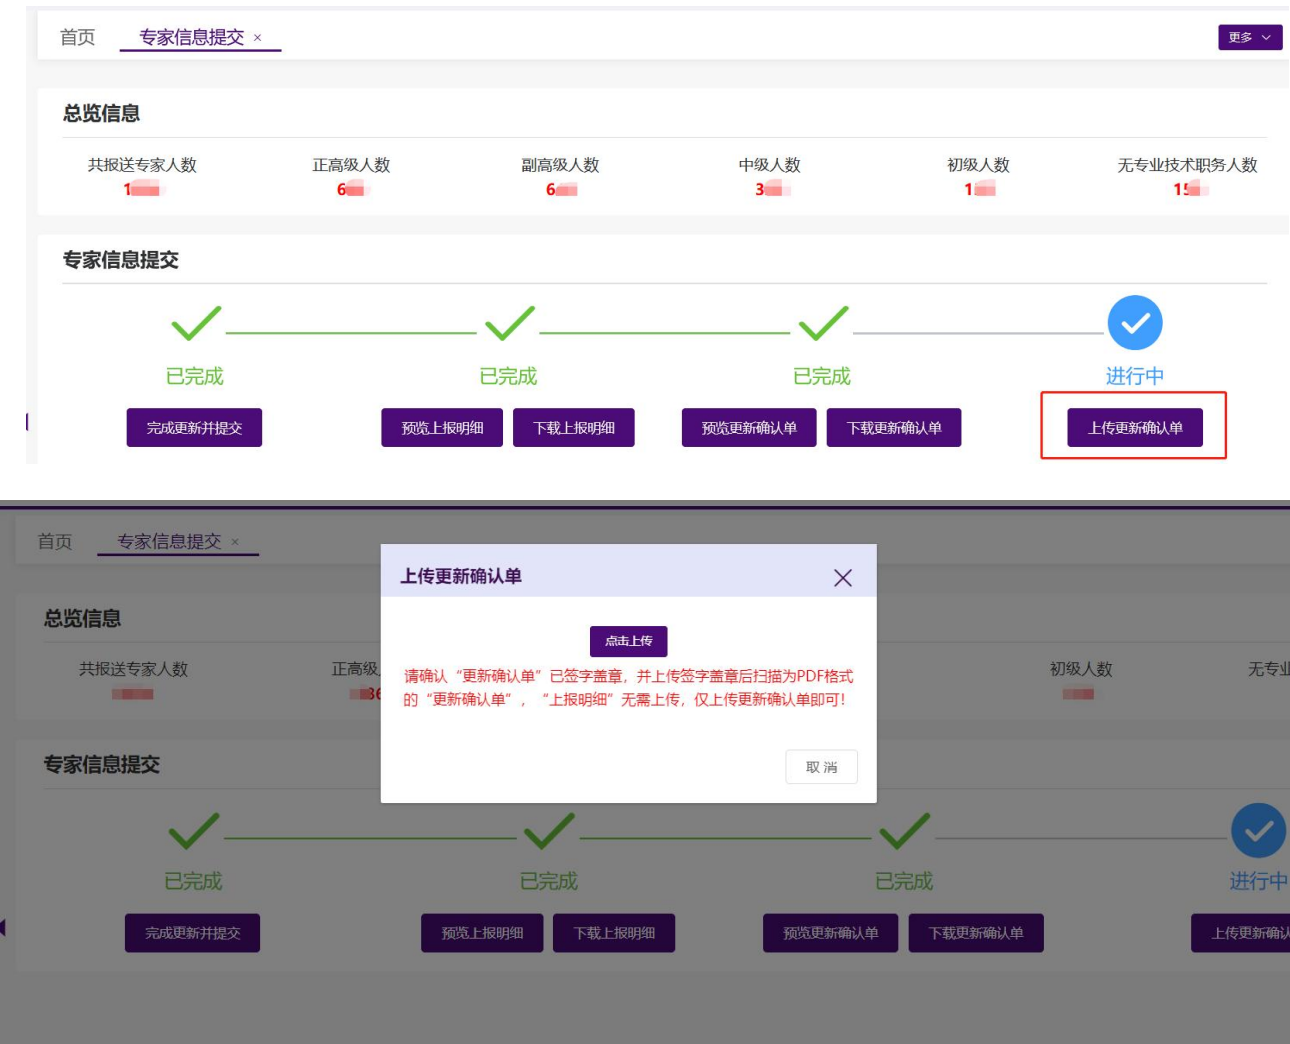 首页 专家信息提交 × 更多
总览信息
共报送专家人数 正高级人数 副高级人数 中级人数 初级人数 无专业技术职务人数
1 6 6 3 1 15
专家信息提交
已完成 已完成 已完成 进行中
完成更新并提交 预览上报明细 下载上报明细 预览更新确认单 下载更新确认单 上传更新确认单
首页 专家信息提交 ×
上传更新确认单
总览信息
点击上传
共报送专家人数 正高级 初级人数 无专业
请确认“更新确认单”已签字盖章，并上传签字盖章后扫描为PDF格式
的“更新确认单”，“上报明细”无需上传，仅上传更新确认单即可！
专家信息提交
取消
已完成 已完成 已完成 进行中
完成更新并提交 预览上报明细 下载上报明细 预览更新确认单 下载更新确认单 上传更新确认